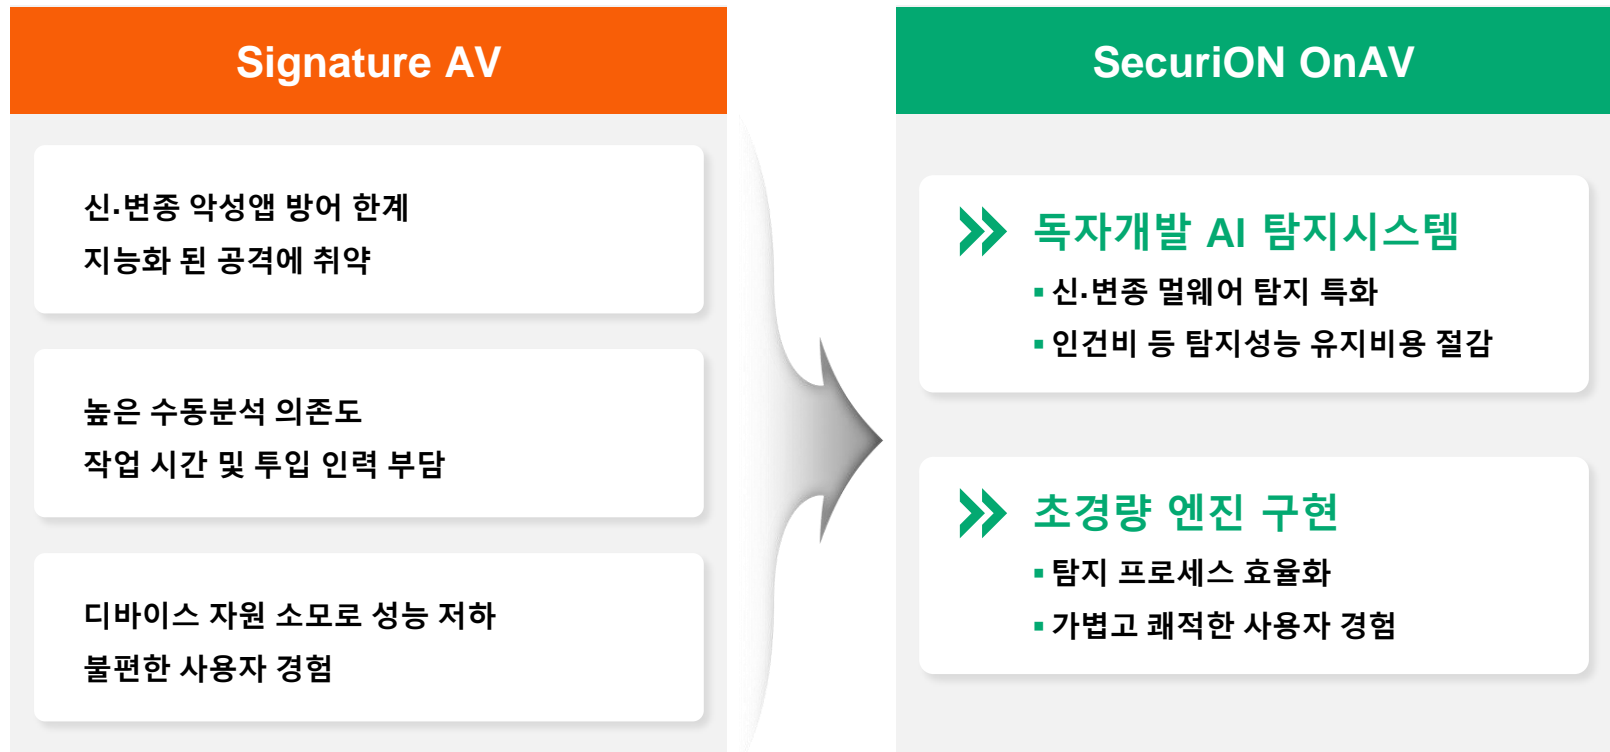 Signature AV
신·변종 악성앱 방어 한계
지능화 된 공격에 취약
높은 수동분석 의존도
작업 시간 및 투입 인력 부담
디바이스 자원 소모로 성능 저하
불편한 사용자 경험
SecuriON OnAV
독자개발 AI 탐지시스템
▪ 신·변종 멀웨어 탐지 특화
▪ 인건비 등 탐지성능 유지비용 절감
초경량 엔진 구현
▪ 탐지 프로세스 효율화
▪ 가볍고 쾌적한 사용자 경험